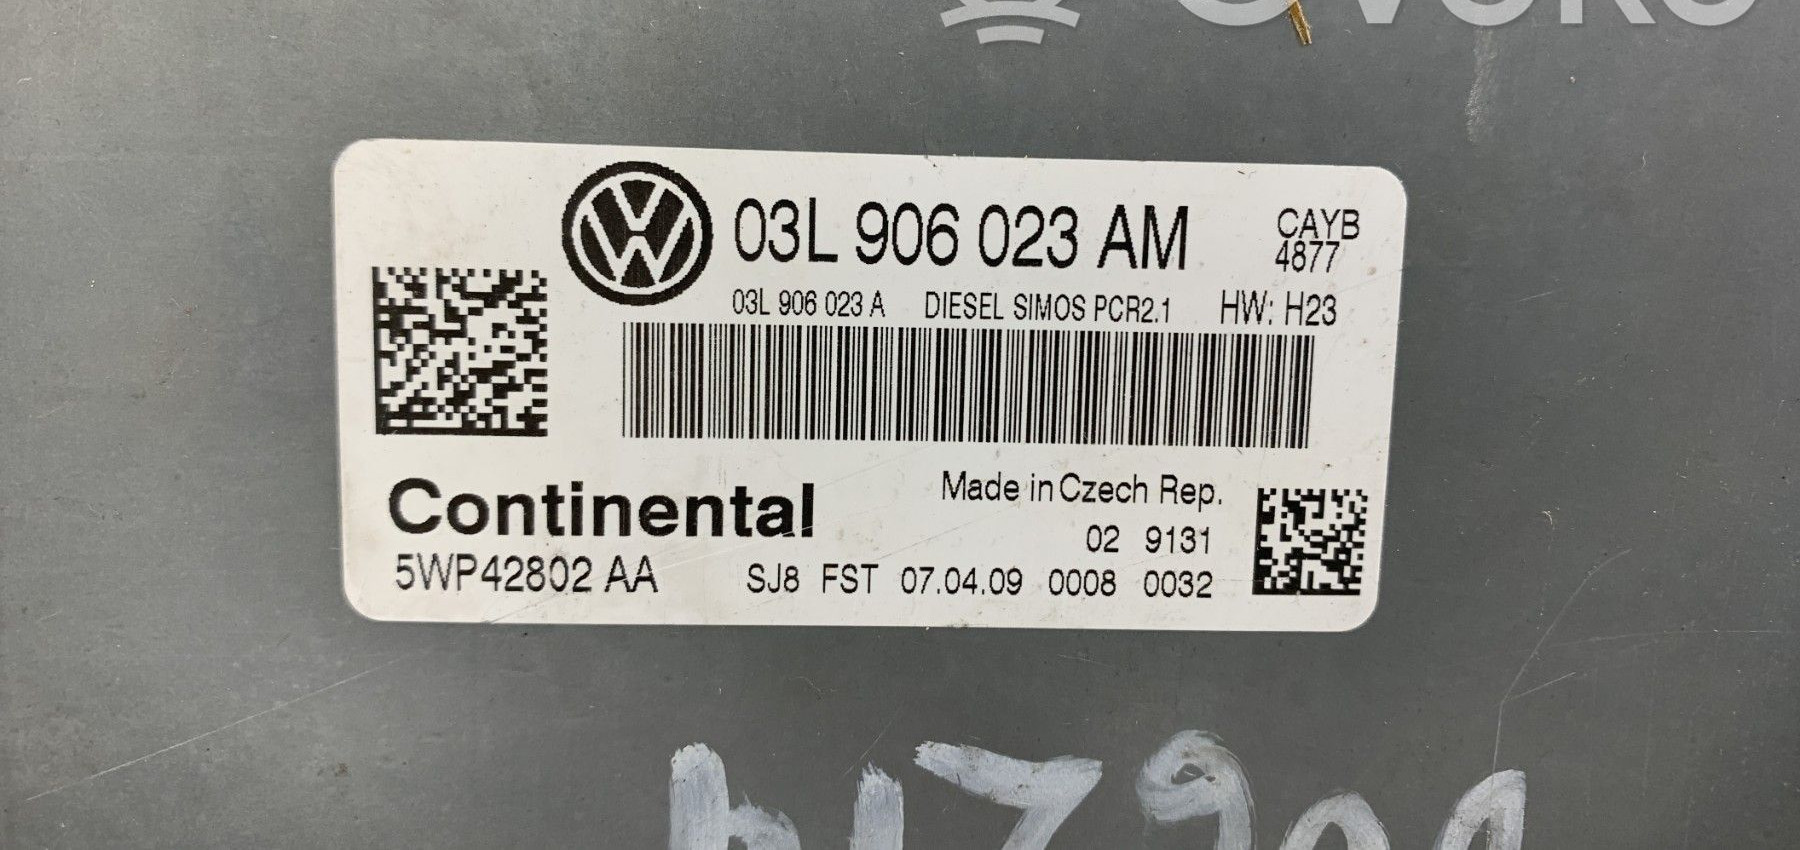 03L 906 023 AM
CAYB
4877
03L 906 023 A DIESEL SIMOS PCR2.1 HW: H23
Continental
Made in Czech Rep.
02 9131
5WP42802 AA SJ8 FST 07.04.09 0008 0032